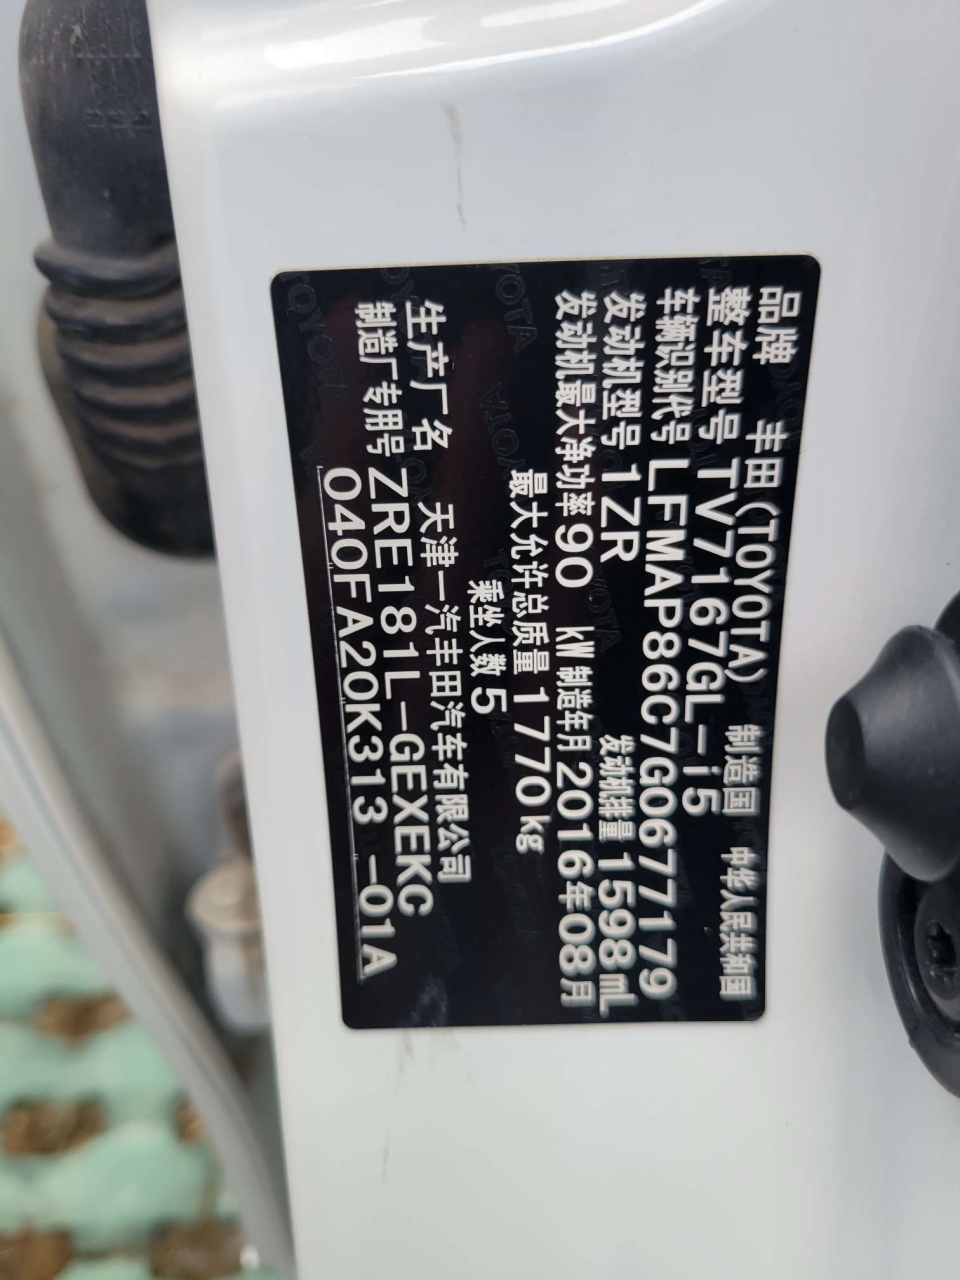 品牌 丰田(TOYOTA) 制造国 中华人民共和国
整车型号 TV7167GL-i5
车辆识别代号 LFMAP86C7G0677179
发动机型号 1ZR 发动机排量 1598 mL
发动机最大净功率 90 kW 制造年月 2016年08月
最大允许总质量 1770 kg
乘坐人数 5
生产厂名 天津一汽丰田汽车有限公司
制造厂专用号 ZRE181L-GEXEKC
040FA20K313 -01A